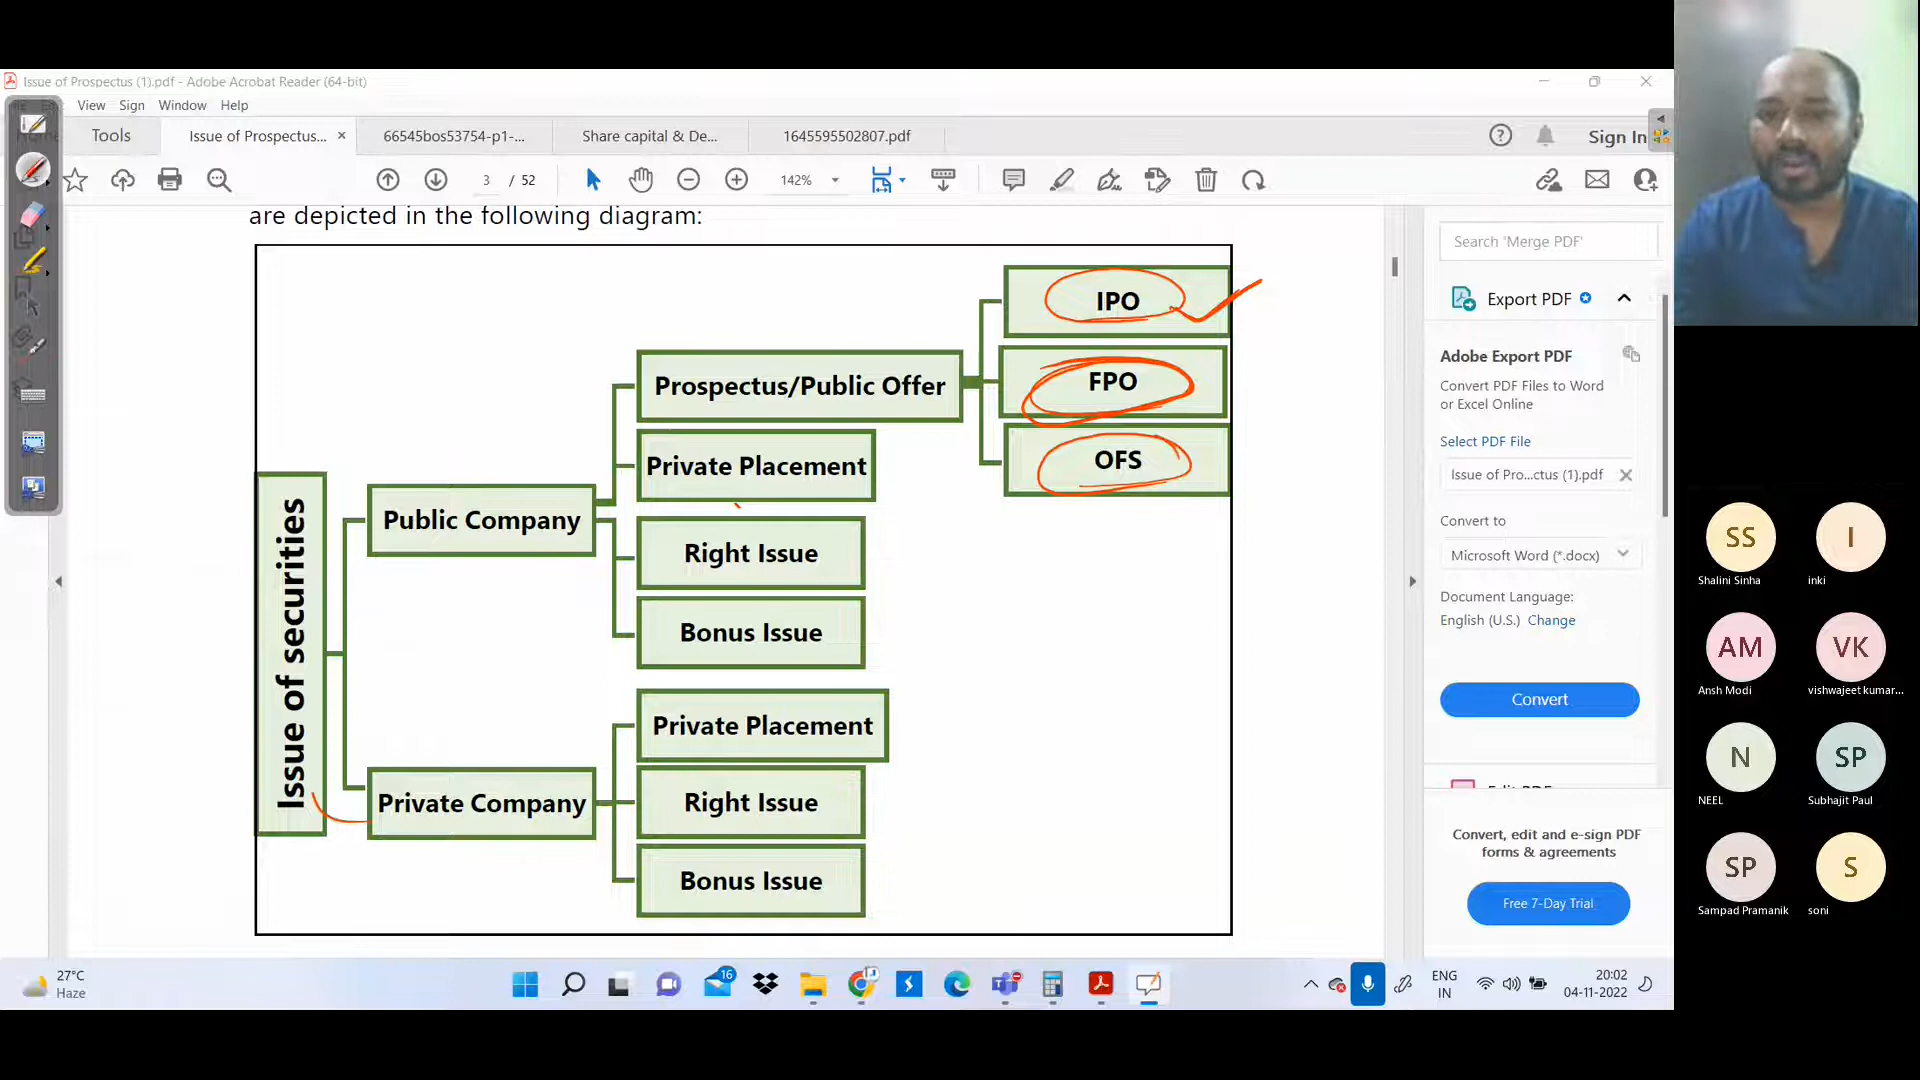 Issue of Prospectus (1).pdf - Adobe Acrobat Reader (64-bit)
View Sign Window Help
Tools
Issue of Prospectus... ×
66545bos53754-p1-...
Share capital & De...
1645595502807.pdf
Sign In
3 / 52
142%
are depicted in the following diagram:
Issue of securities
Public Company
Prospectus/Public Offer
IPO
FPO
OFS
Private Placement
Right Issue
Bonus Issue
Private Company
Private Placement
Right Issue
Bonus Issue
Search 'Merge PDF'
Export PDF
Adobe Export PDF
Convert PDF Files to Word
or Excel Online
Select PDF File
Issue of Pro...ctus (1).pdf
Convert to
Microsoft Word (*.docx)
Document Language:
English (U.S.) Change
Convert
Convert, edit and e-sign PDF
forms & agreements
Free 7-Day Trial
SS
Shalini Sinha
I
inki
AM
Ansh Modi
VK
vishwajeet kumar...
N
NEEL
SP
Subhajit Paul
SP
Sampad Pramanik
S
soni
27°C
Haze
16
ENG
IN
20:02
04-11-2022